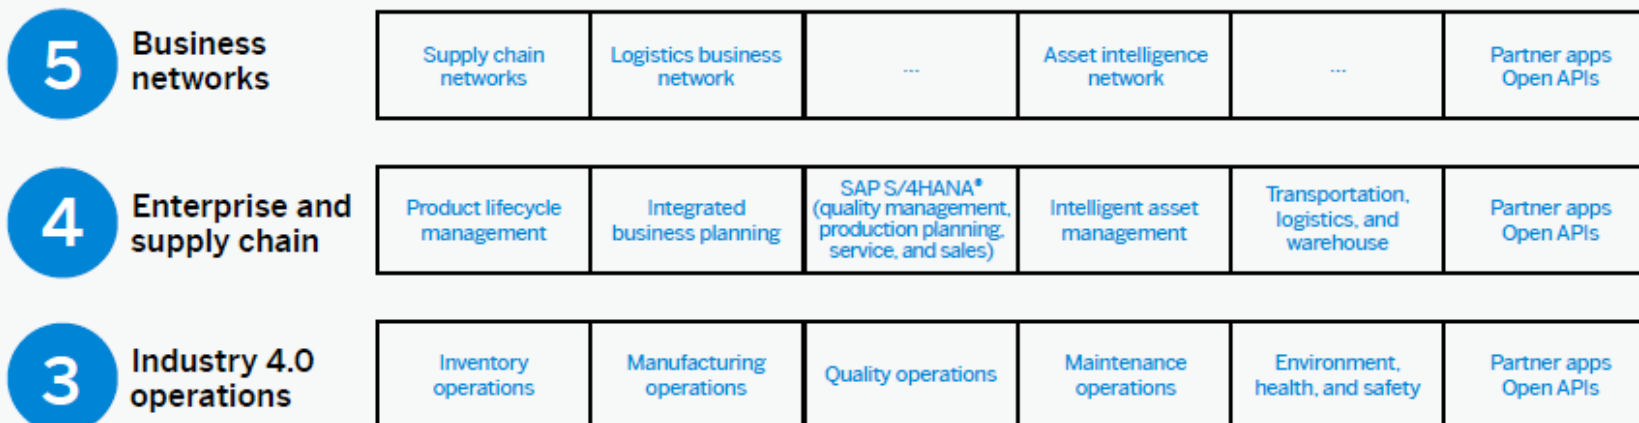 5
Business
networks
Supply chain
networks
Logistics business
network
...
Asset intelligence
network
...
Partner apps
Open APIs
4
Enterprise and
supply chain
Product lifecycle
management
Integrated
business planning
SAP S/4HANA®
(quality management,
production planning,
service, and sales)
Intelligent asset
management
Transportation,
logistics, and
warehouse
Partner apps
Open APIs
3
Industry 4.0
operations
Inventory
operations
Manufacturing
operations
Quality operations
Maintenance
operations
Environment,
health, and safety
Partner apps
Open APIs